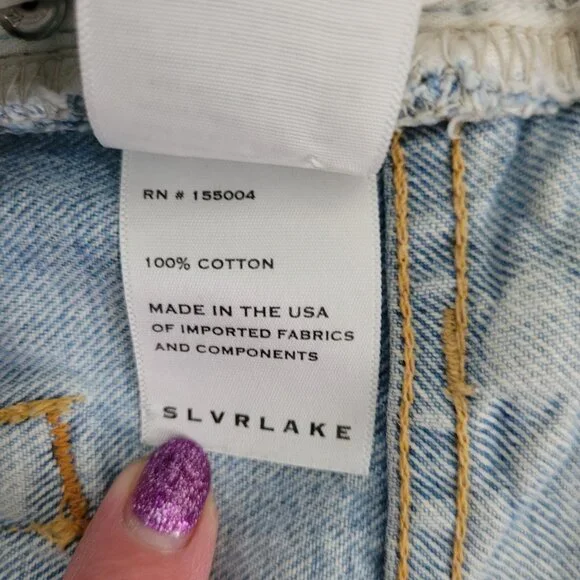 RN # 155004
100% COTTON
MADE IN THE USA
OF IMPORTED FABRICS
AND COMPONENTS
SLVRLAKE